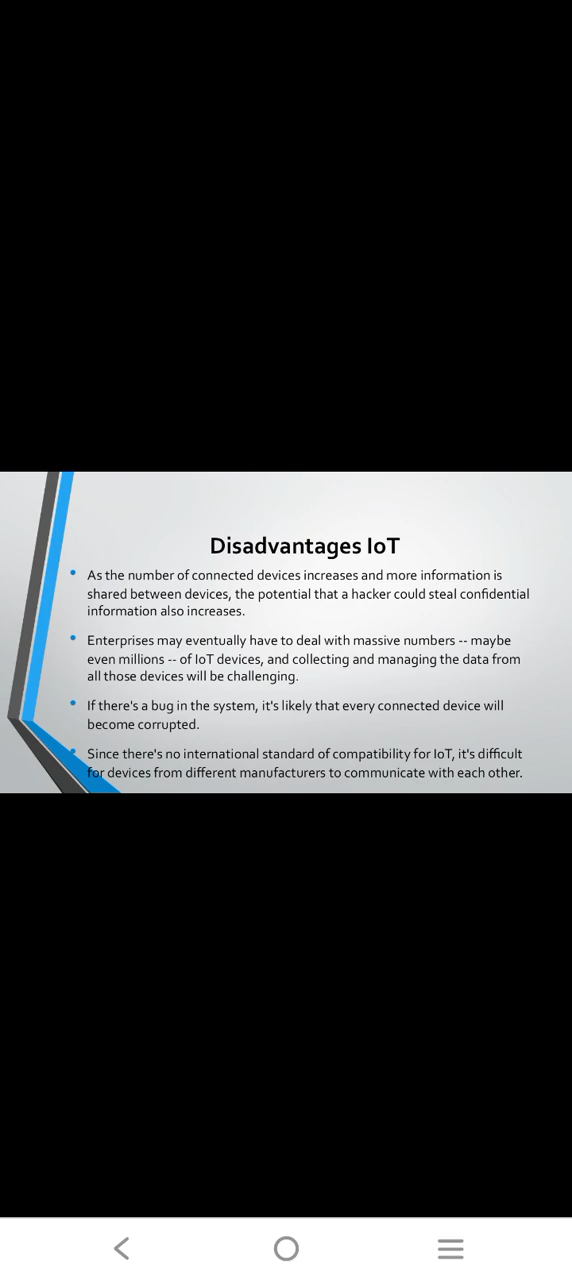 Disadvantages IoT
• As the number of connected devices increases and more information is
shared between devices, the potential that a hacker could steal confidential
information also increases.
• Enterprises may eventually have to deal with massive numbers -- maybe
even millions -- of IoT devices, and collecting and managing the data from
all those devices will be challenging.
• If there's a bug in the system, it's likely that every connected device will
become corrupted.
• Since there's no international standard of compatibility for IoT, it's difficult
for devices from different manufacturers to communicate with each other.